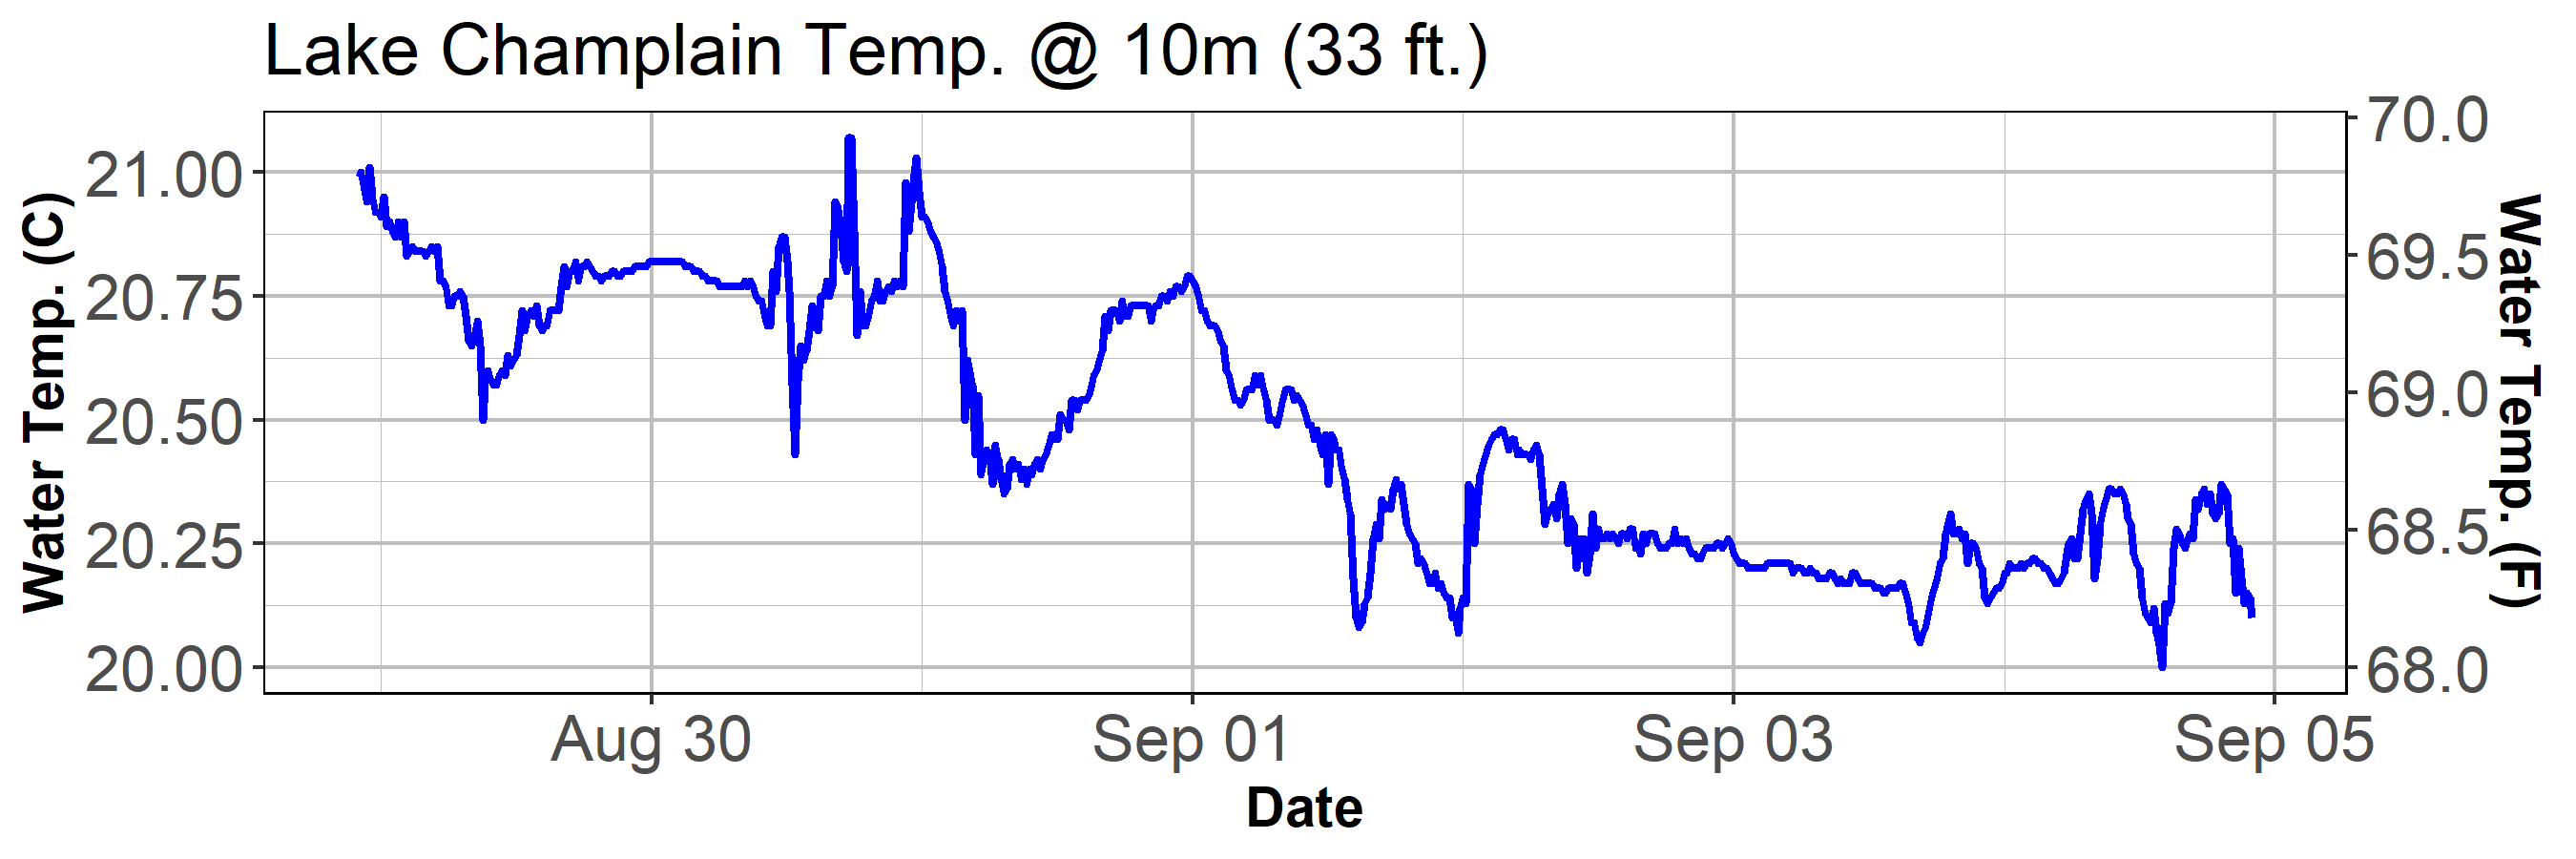 Lake Champlain Temp. @ 10m (33 ft.)
Water Temp. (C)
21.00
20.75
20.50
20.25
20.00
70.0
69.5
69.0
68.5
68.0
Water Temp. (F)
Aug 30
Sep 01
Sep 03
Sep 05
Date